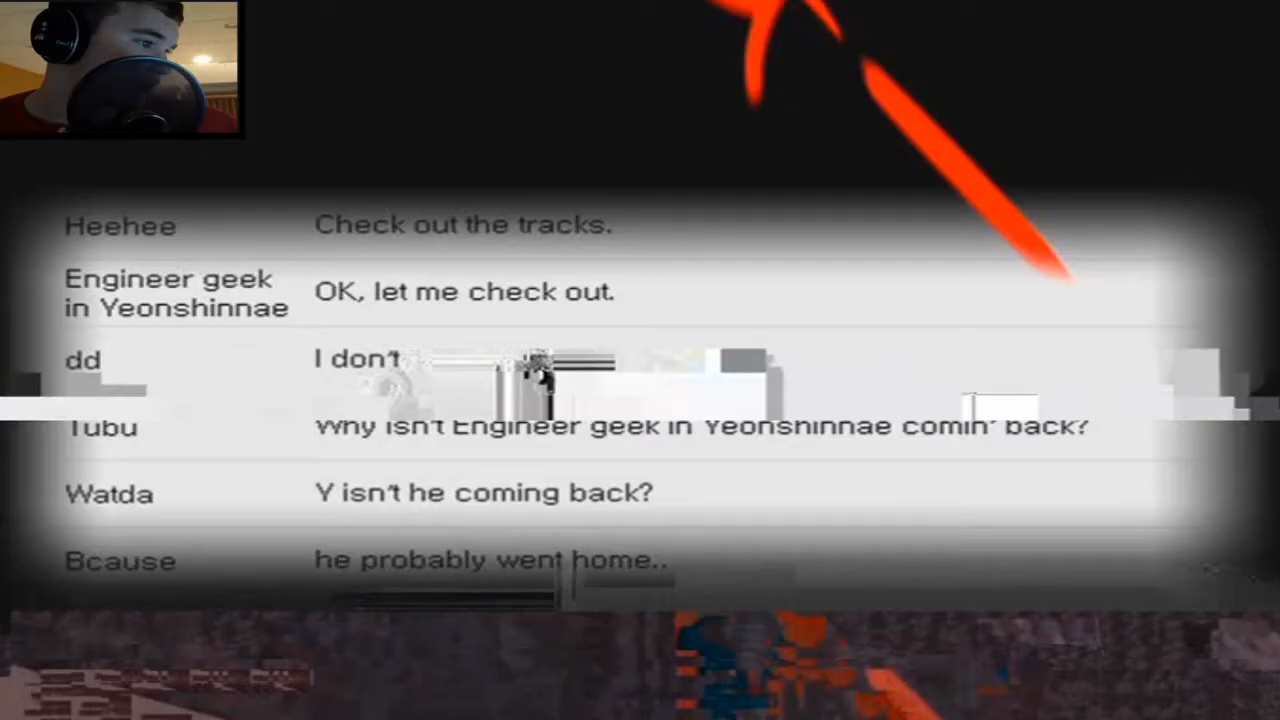 Heehee Check out the tracks.
Engineer geek
in Yeonshinnae OK, let me check out.
dd I don't
Tubu Why isn't Engineer geek in Yeonshinnae comin' back?
Watda Y isn't he coming back?
Bcause he probably went home..